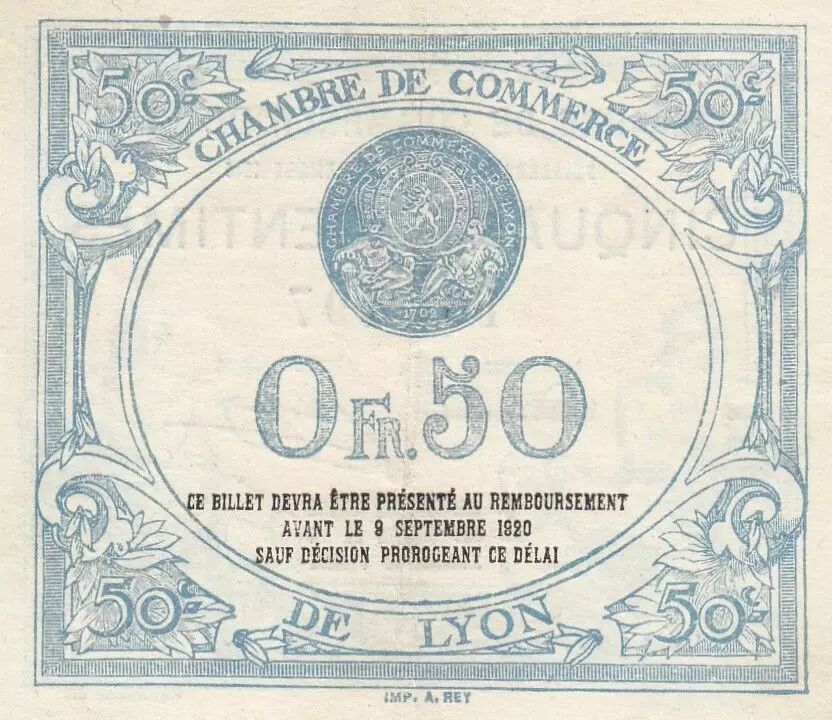 50c. 50c.
CHAMBRE DE COMMERCE
CHAMBRE DE COMMERCE DE LYON
1702
0 FR. 50
CE BILLET DEVRA ÊTRE PRÉSENTÉ AU REMBOURSEMENT
AVANT LE 9 SEPTEMBRE 1920
SAUF DÉCISION PROROGEANT CE DÉLAI
50c. 50c.
DE LYON
IMP. A. REY